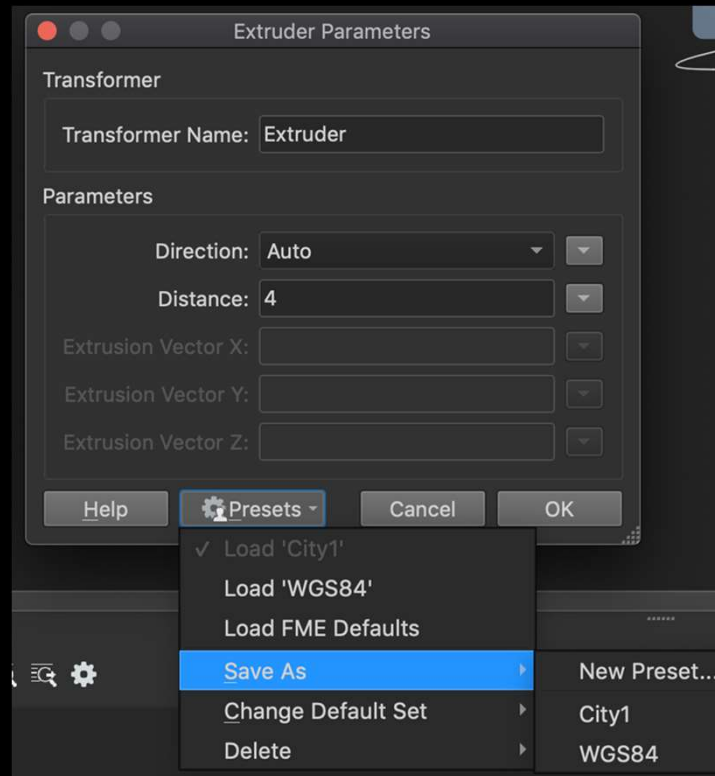 Extruder Parameters
Transformer
Transformer Name: Extruder
Parameters
Direction: Auto
Distance: 4
Extrusion Vector X:
Extrusion Vector Y:
Extrusion Vector Z:
Help Presets Cancel OK
✓ Load 'City1'
Load 'WGS84'
Load FME Defaults
Save As
Change Default Set
Delete
New Preset...
City1
WGS84